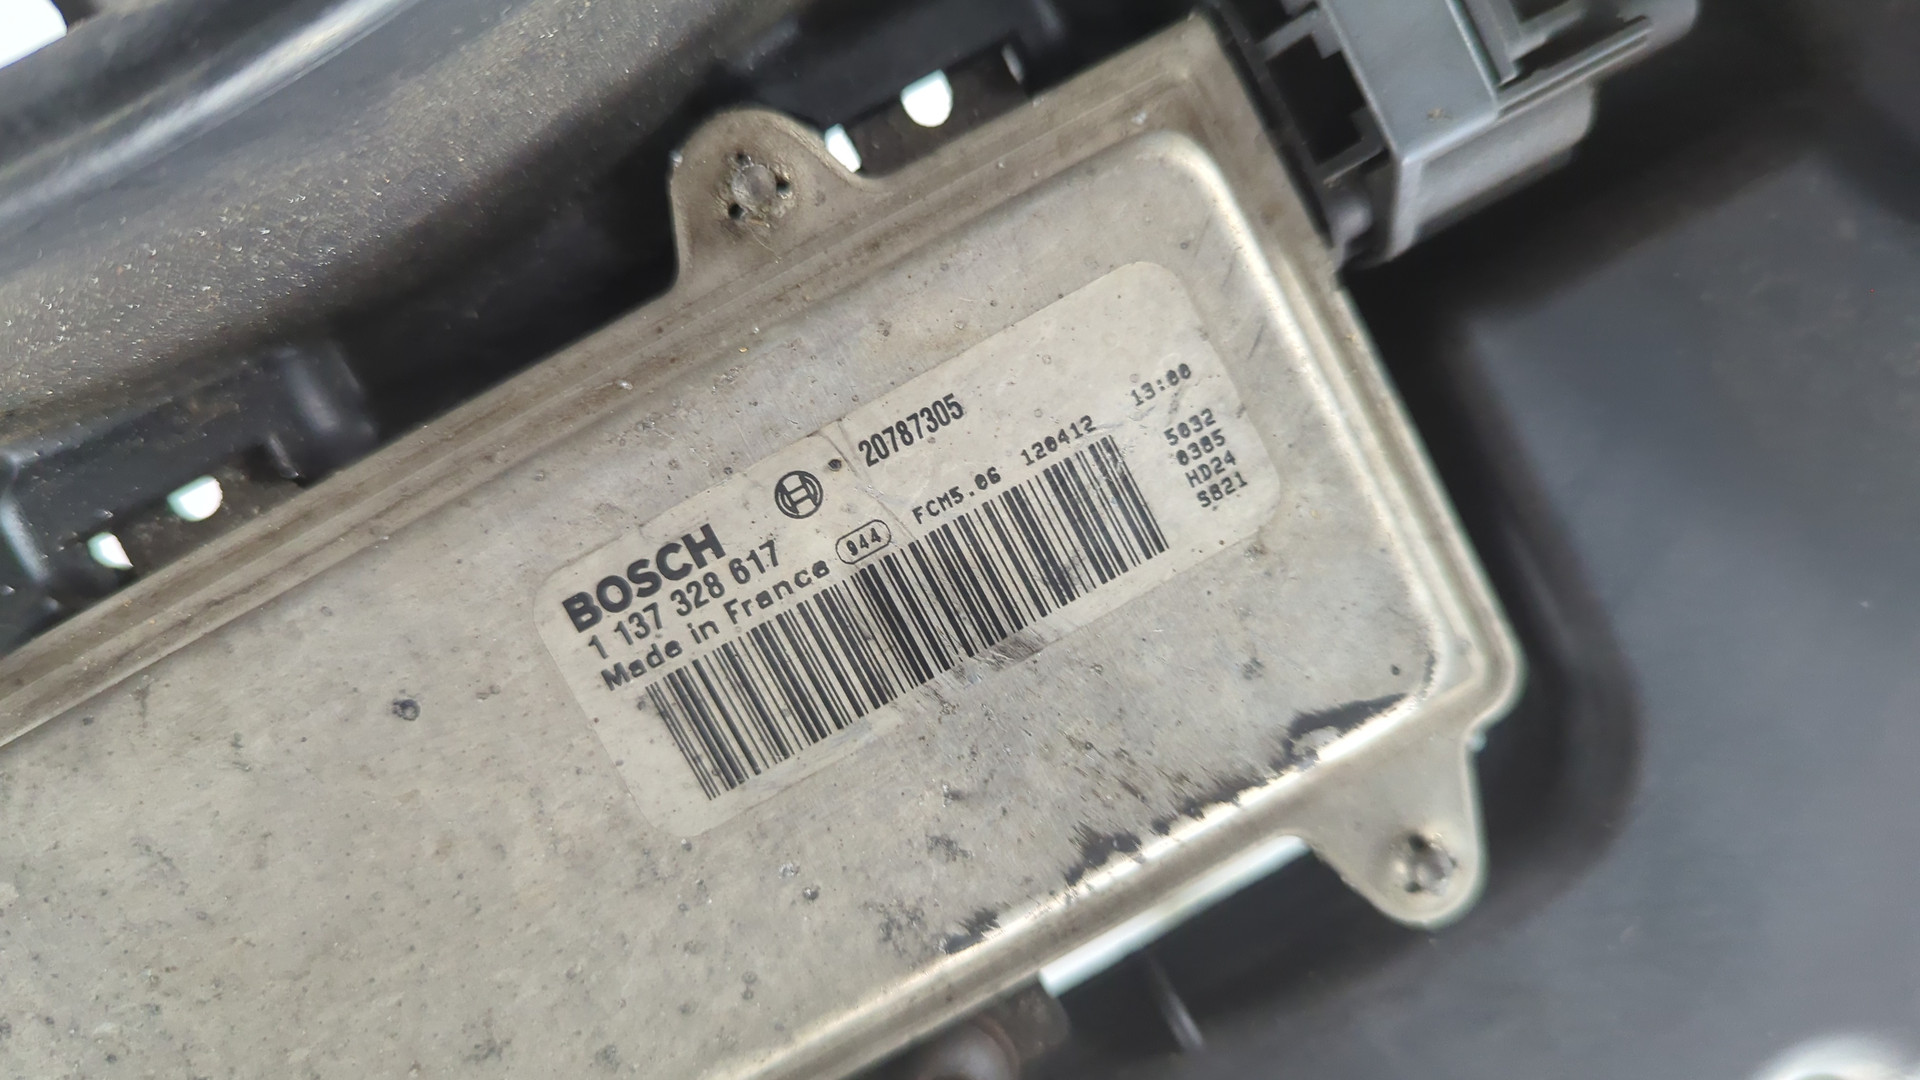 20787305
BOSCH
1 137 328 617
Made in France 944 FCM5.06 120412 13:00
5032
0385
HD24
S821